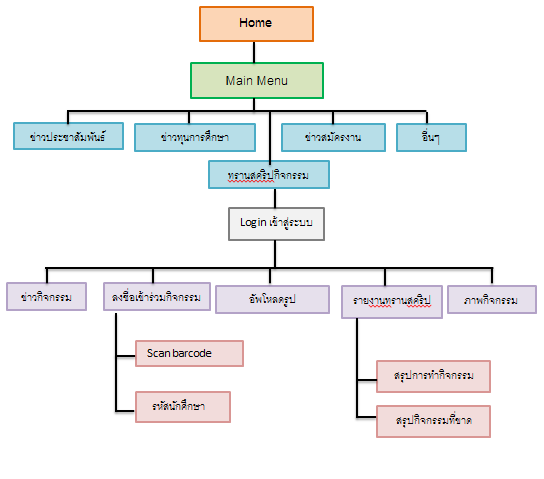 Home
Main Menu
ข่าวประชาสัมพันธ์
ข่าวทุนการศึกษา
ข่าวสมัครงาน
อื่นๆ
ทรานสคริปกิจกรรม
Login เข้าสู่ระบบ
ข่าวกิจกรรม
ลงชื่อเข้าร่วมกิจกรรม
อัพโหลดรูป
รายงานทรานสคริป
ภาพกิจกรรม
Scan barcode
รหัสนักศึกษา
สรุปการทำกิจกรรม
สรุปกิจกรรมที่ขาด